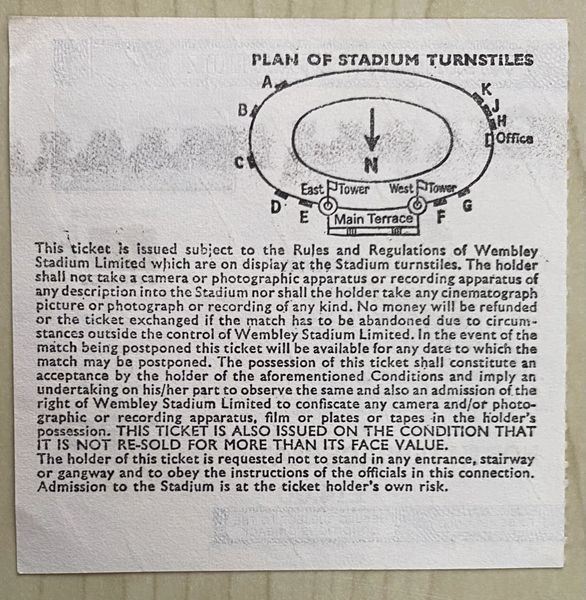 PLAN OF STADIUM TURNSTILES
A
K
B
J
H
Office
N
C
East Tower
West Tower
D
E
Main Terrace
F
G
This ticket is issued subject to the Rules and Regulations of Wembley
Stadium Limited which are on display at the Stadium turnstiles. The holder
shall not take a camera or photographic apparatus or recording apparatus of
any description into the Stadium nor shall the holder take any cinematograph
picture or photograph or recording of any kind. No money will be refunded
or the ticket exchanged if the match has to be abandoned due to circum-
stances outside the control of Wembley Stadium Limited. In the event of the
match being postponed this ticket will be available for any date to which the
match may be postponed. The possession of this ticket shall constitute an
acceptance by the holder of the aforementioned Conditions and imply an
undertaking on his/her part to observe the same and also an admission of the
right of Wembley Stadium Limited to confiscate any camera and/or photo-
graphic or recording apparatus, film or plates or tapes in the holder's
possession. THIS TICKET IS ALSO ISSUED ON THE CONDITION THAT
IT IS NOT RE-SOLD FOR MORE THAN ITS FACE VALUE.
The holder of this ticket is requested not to stand in any entrance, stairway
or gangway and to obey the instructions of the officials in this connection.
Admission to the Stadium is at the ticket holder's own risk.